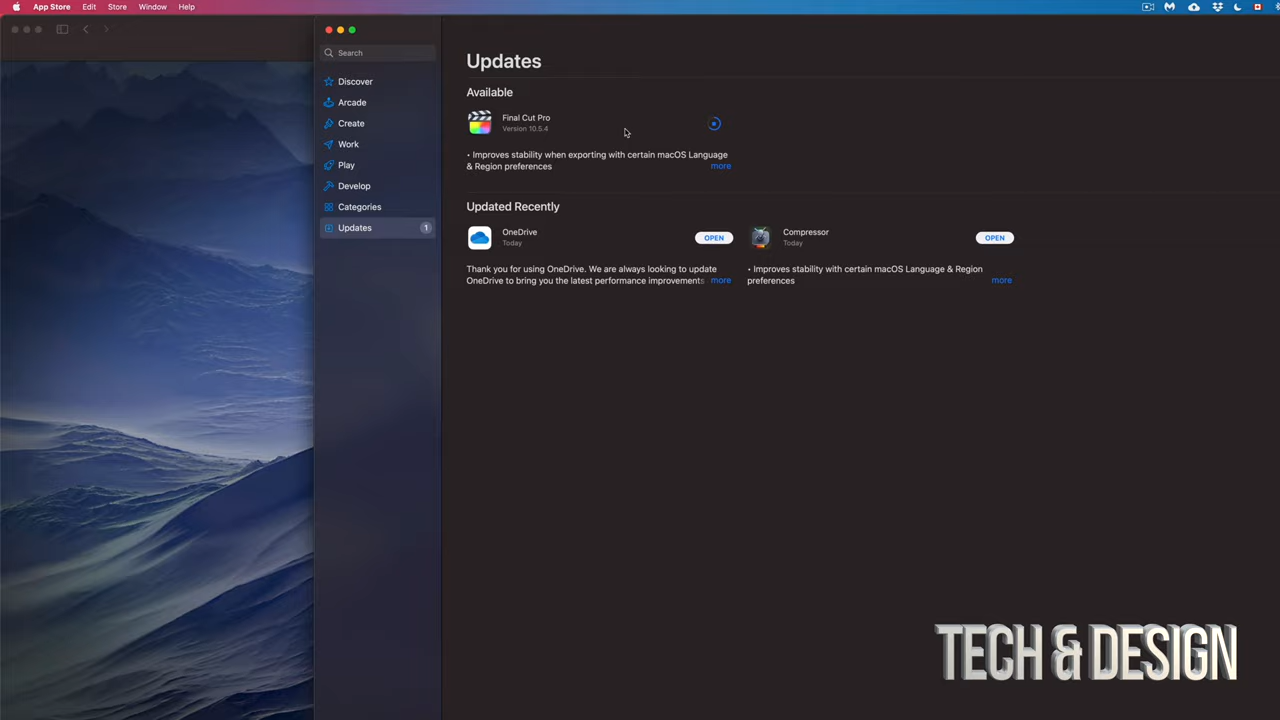 App Store Edit Store Window Help
Search
Discover
Arcade
Create
Work
Play
Develop
Categories
Updates 1
Updates
Available
Final Cut Pro
Version 10.5.4
• Improves stability when exporting with certain macOS Language
& Region preferences more
Updated Recently
OneDrive
Today
OPEN
Thank you for using OneDrive. We are always looking to update
OneDrive to bring you the latest performance improvements more
Compressor
Today
OPEN
• Improves stability with certain macOS Language & Region
preferences more
TECH & DESIGN